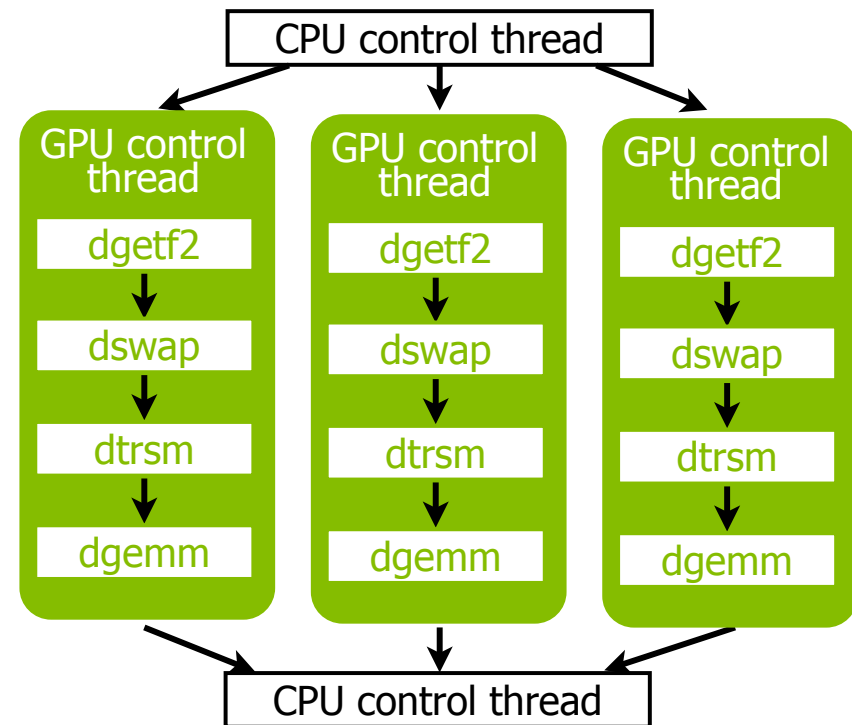 CPU control thread
GPU control
thread
dgetf2
dswap
dtrsm
dgemm
GPU control
thread
dgetf2
dswap
dtrsm
dgemm
GPU control
thread
dgetf2
dswap
dtrsm
dgemm
CPU control thread